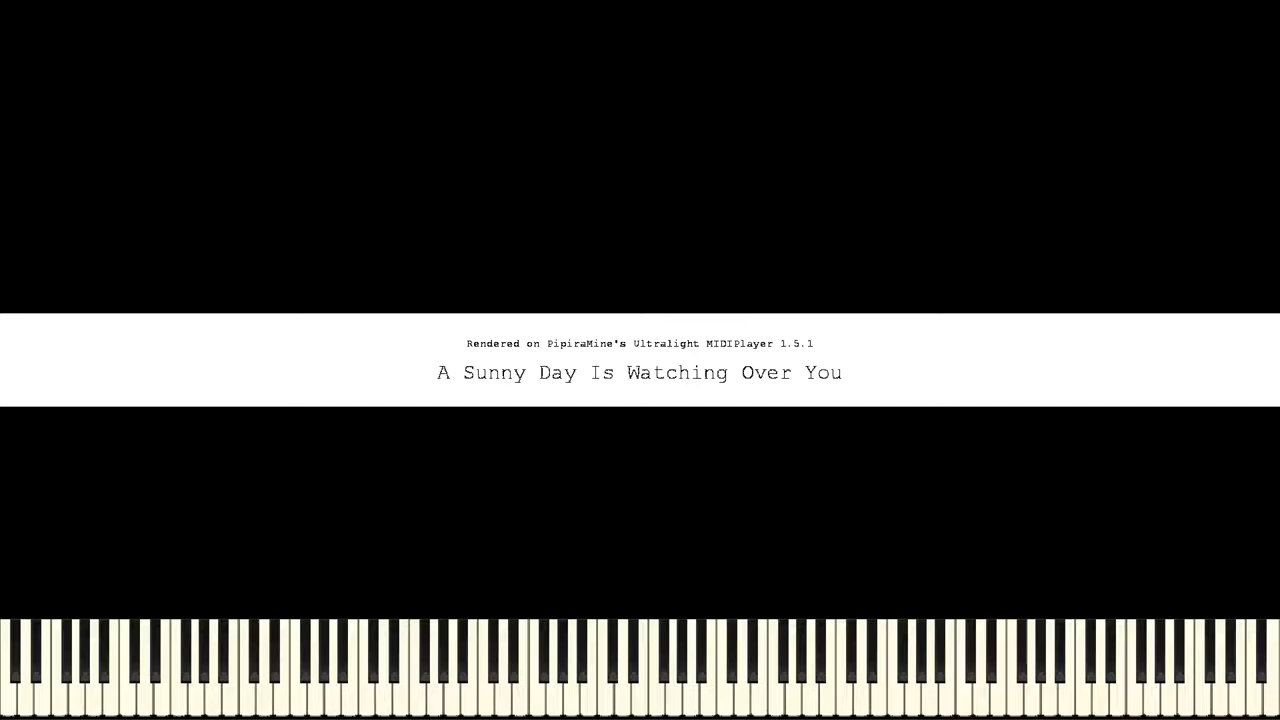 Rendered on PipiraMine's Ultralight MIDIPlayer 1.5.1
A Sunny Day Is Watching Over You